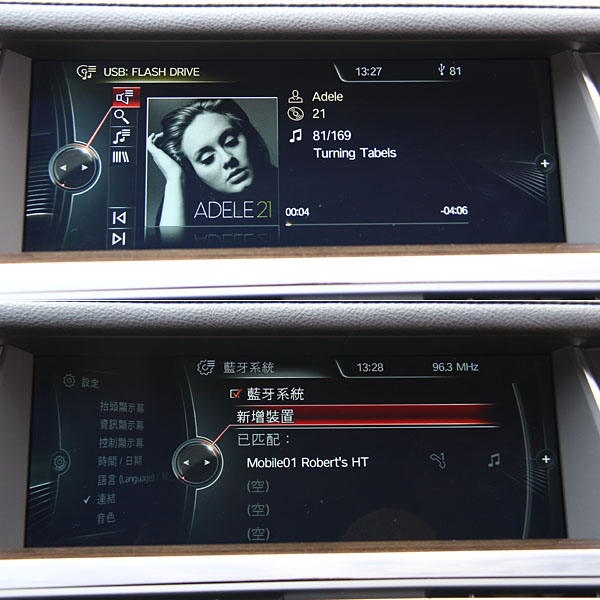 USB: FLASH DRIVE
13:27
81
Adele
21
81/169
Turning Tabels
ADELE 21
00:04
-04:06
設定
藍牙系統
13:28
96.3 MHz
抬頭顯示幕
資訊顯示幕
控制顯示幕
時間 / 日期
語言 (Language) /
連結
音色
藍牙系統
新增裝置
已匹配：
Mobile01 Robert's HT
(空)
(空)
(空)